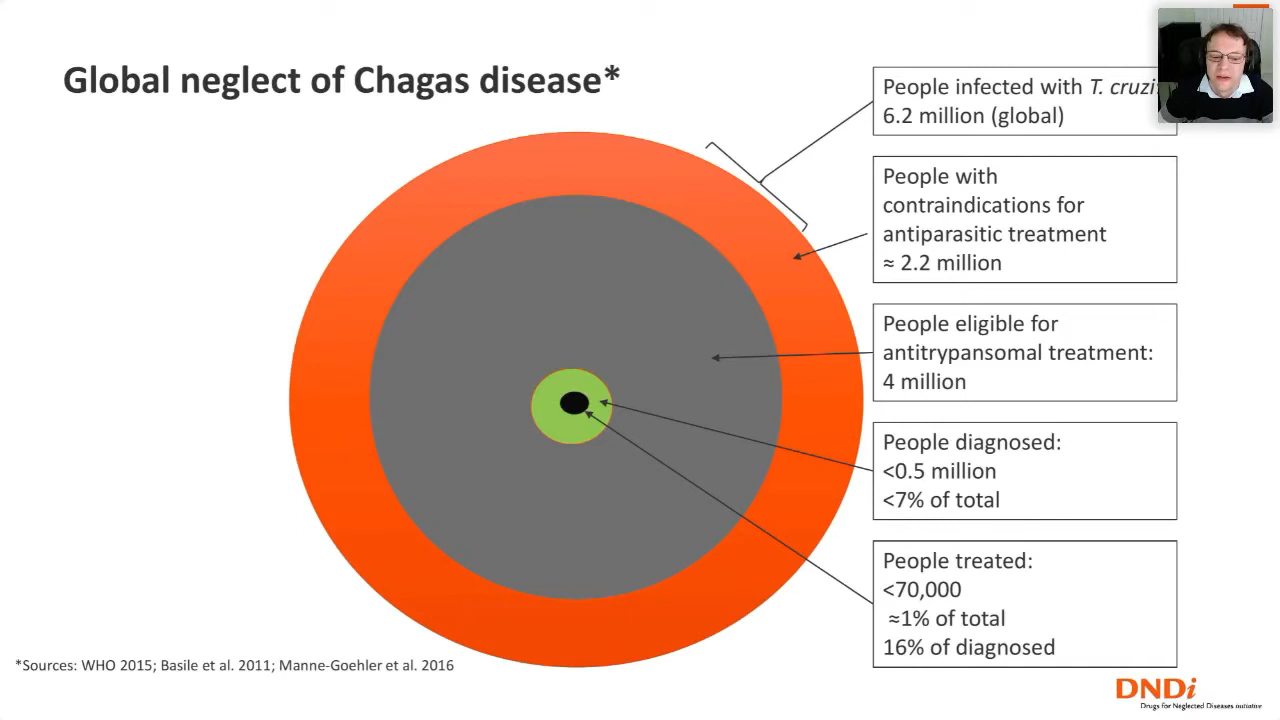 Global neglect of Chagas disease*
People infected with T. cruzi:
6.2 million (global)
People with
contraindications for
antiparasitic treatment
≈ 2.2 million
People eligible for
antitrypansomal treatment:
4 million
People diagnosed:
<0.5 million
<7% of total
People treated:
<70,000
≈1% of total
16% of diagnosed
*Sources: WHO 2015; Basile et al. 2011; Manne-Goehler et al. 2016
DNDi
Drugs for Neglected Diseases initiative